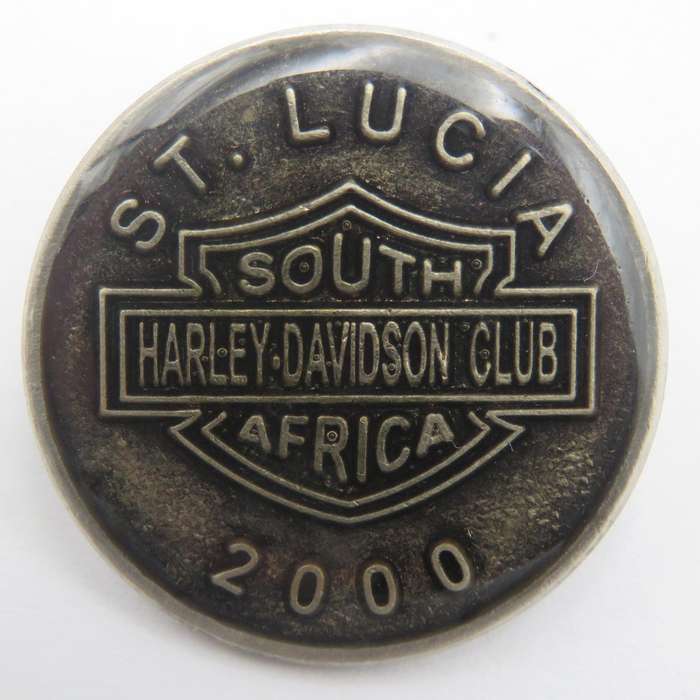 ST. LUCIA
SOUTH
HARLEY-DAVIDSON CLUB
AFRICA
2000